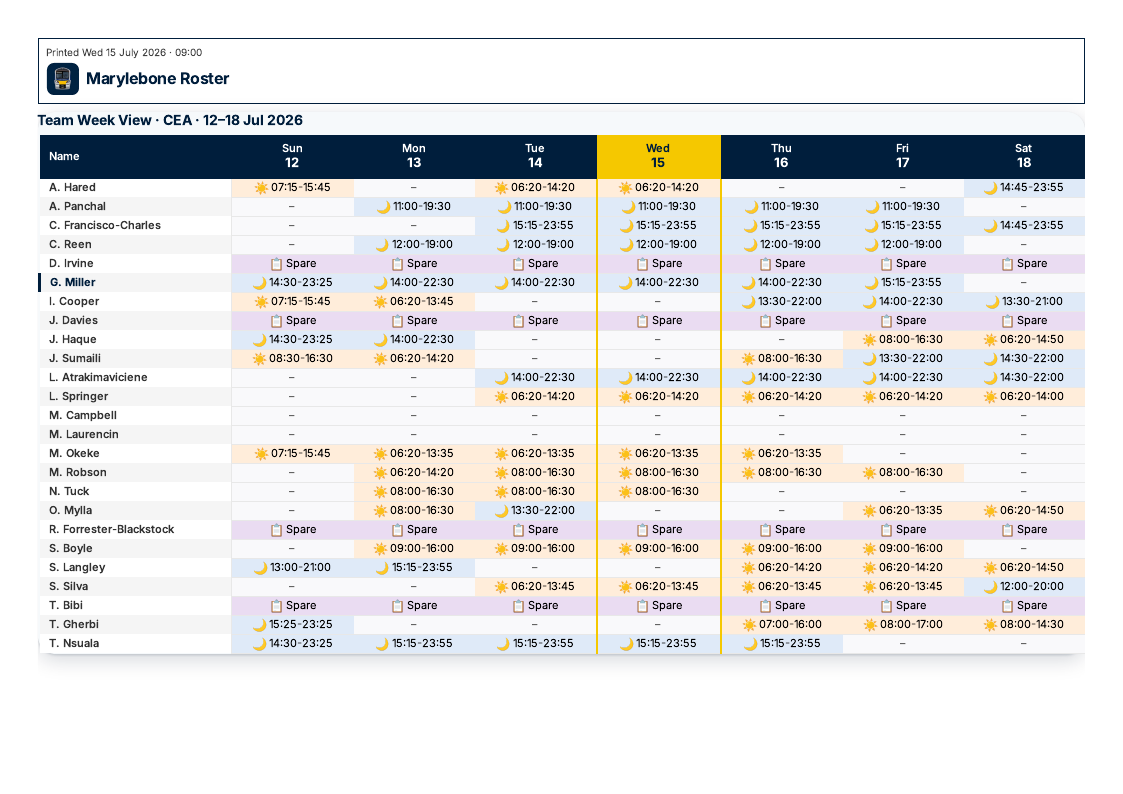 Printed Wed 15 July 2026 · 09:00
Marylebone Roster
Team Week View · CEA · 12–18 Jul 2026
Name Sun 12 Mon 13 Tue 14 Wed 15 Thu 16 Fri 17 Sat 18
A. Hared ☀️ 07:15-15:45 – ☀️ 06:20-14:20 ☀️ 06:20-14:20 – – 🌙 14:45-23:55
A. Panchal – 🌙 11:00-19:30 🌙 11:00-19:30 🌙 11:00-19:30 🌙 11:00-19:30 🌙 11:00-19:30 –
C. Francisco-Charles – – 🌙 15:15-23:55 🌙 15:15-23:55 🌙 15:15-23:55 🌙 15:15-23:55 🌙 14:45-23:55
C. Reen – 🌙 12:00-19:00 🌙 12:00-19:00 🌙 12:00-19:00 🌙 12:00-19:00 🌙 12:00-19:00 –
D. Irvine 📋 Spare 📋 Spare 📋 Spare 📋 Spare 📋 Spare 📋 Spare 📋 Spare
G. Miller 🌙 14:30-23:25 🌙 14:00-22:30 🌙 14:00-22:30 🌙 14:00-22:30 🌙 14:00-22:30 🌙 15:15-23:55 –
I. Cooper ☀️ 07:15-15:45 ☀️ 06:20-13:45 – – 🌙 13:30-22:00 🌙 14:00-22:30 🌙 13:30-21:00
J. Davies 📋 Spare 📋 Spare 📋 Spare 📋 Spare 📋 Spare 📋 Spare 📋 Spare
J. Haque 🌙 14:30-23:25 🌙 14:00-22:30 – – – ☀️ 08:00-16:30 ☀️ 06:20-14:50
J. Sumaili ☀️ 08:30-16:30 ☀️ 06:20-14:20 – – ☀️ 08:00-16:30 🌙 13:30-22:00 🌙 14:30-22:00
L. Atrakimaviciene – – 🌙 14:00-22:30 🌙 14:00-22:30 🌙 14:00-22:30 🌙 14:00-22:30 🌙 14:30-22:00
L. Springer – – ☀️ 06:20-14:20 ☀️ 06:20-14:20 ☀️ 06:20-14:20 ☀️ 06:20-14:20 ☀️ 06:20-14:00
M. Campbell – – – – – – –
M. Laurencin – – – – – – –
M. Okeke ☀️ 07:15-15:45 ☀️ 06:20-13:35 ☀️ 06:20-13:35 ☀️ 06:20-13:35 ☀️ 06:20-13:35 – –
M. Robson – ☀️ 06:20-14:20 ☀️ 08:00-16:30 ☀️ 08:00-16:30 ☀️ 08:00-16:30 ☀️ 08:00-16:30 –
N. Tuck – ☀️ 08:00-16:30 ☀️ 08:00-16:30 ☀️ 08:00-16:30 – – –
O. Mylla – ☀️ 08:00-16:30 🌙 13:30-22:00 – – ☀️ 06:20-13:35 ☀️ 06:20-14:50
R. Forrester-Blackstock 📋 Spare 📋 Spare 📋 Spare 📋 Spare 📋 Spare 📋 Spare 📋 Spare
S. Boyle – ☀️ 09:00-16:00 ☀️ 09:00-16:00 ☀️ 09:00-16:00 ☀️ 09:00-16:00 ☀️ 09:00-16:00 –
S. Langley 🌙 13:00-21:00 🌙 15:15-23:55 – – ☀️ 06:20-14:20 ☀️ 06:20-14:20 ☀️ 06:20-14:50
S. Silva – – ☀️ 06:20-13:45 ☀️ 06:20-13:45 ☀️ 06:20-13:45 ☀️ 06:20-13:45 🌙 12:00-20:00
T. Bibi 📋 Spare 📋 Spare 📋 Spare 📋 Spare 📋 Spare 📋 Spare 📋 Spare
T. Gherbi 🌙 15:25-23:25 – – – ☀️ 07:00-16:00 ☀️ 08:00-17:00 ☀️ 08:00-14:30
T. Nsuala 🌙 14:30-23:25 🌙 15:15-23:55 🌙 15:15-23:55 🌙 15:15-23:55 🌙 15:15-23:55 – –